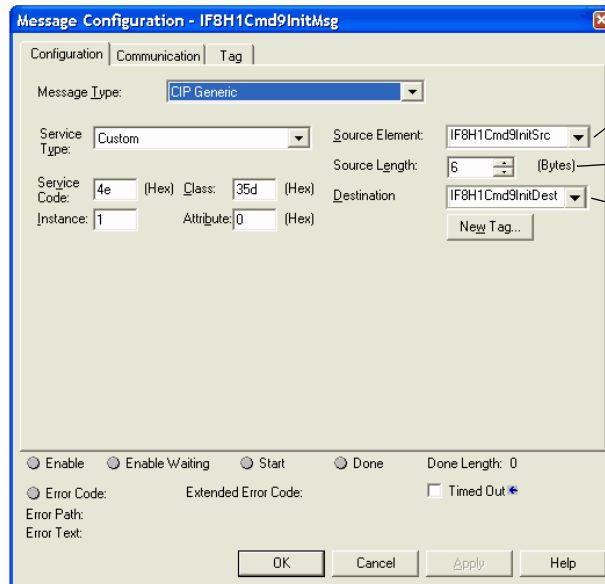 Message Configuration - IF8H1Cmd9InitMsg
Configuration Communication Tag
Message Type: CIP Generic
Service Type: Custom
Source Element: IF8H1Cmd9InitSrc
Source Length: 6 (Bytes)
Service Code: 4e (Hex) Class: 35d (Hex)
Destination IF8H1Cmd9InitDest
Instance: 1 Attribute: 0 (Hex)
New Tag...
Enable Enable Waiting Start Done Done Length: 0
Error Code: Extended Error Code: Timed Out
Error Path:
Error Text:
OK Cancel Apply Help